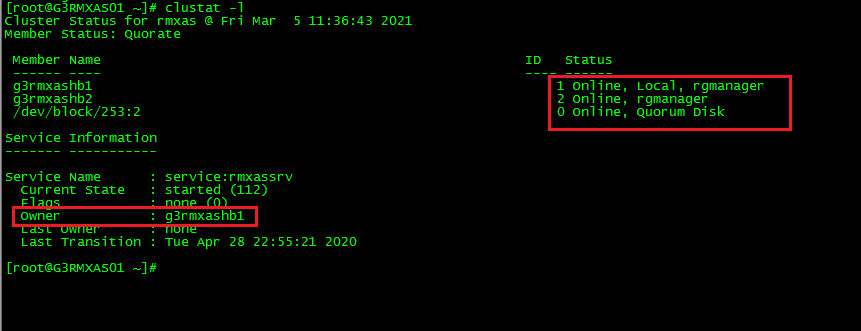 [root@G3RMXAS01 ~]# clustat -l
Cluster Status for rmxas @ Fri Mar  5 11:36:43 2021
Member Status: Quorate
Member Name ID Status
------ ---- ---- ------
g3rmxashb1 1 Online, Local, rgmanager
g3rmxashb2 2 Online, rgmanager
/dev/block/253:2 0 Online, Quorum Disk
Service Information
------- -----------
Service Name : service:rmxassrv
Current State : started (112)
Flags : none (0)
Owner : g3rmxashb1
Last Owner : none
Last Transition : Tue Apr 28 22:55:21 2020
[root@G3RMXAS01 ~]#